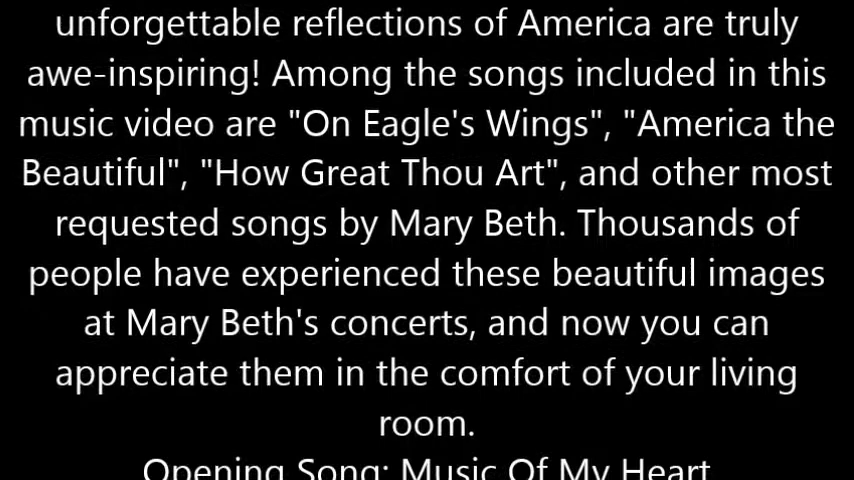 unforgettable reflections of America are truly
awe-inspiring! Among the songs included in this
music video are "On Eagle's Wings", "America the
Beautiful", "How Great Thou Art", and other most
requested songs by Mary Beth. Thousands of
people have experienced these beautiful images
at Mary Beth's concerts, and now you can
appreciate them in the comfort of your living
room.
Opening Song: Music Of My Heart